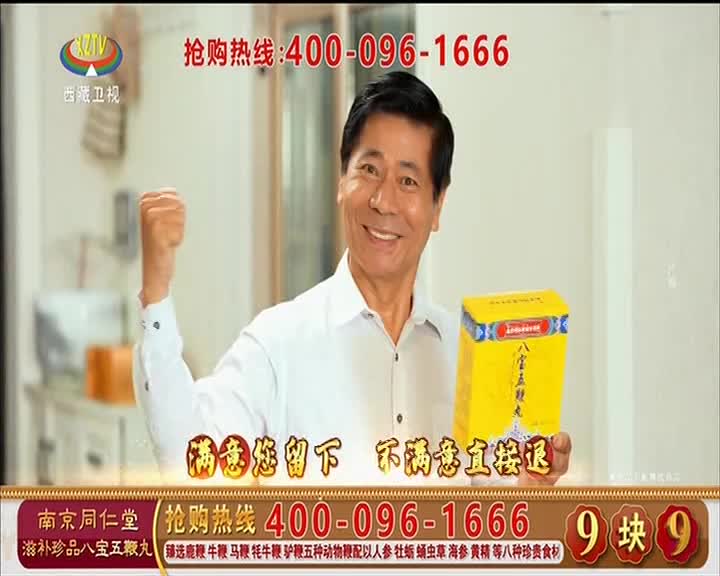 抢购热线:400-096-1666
XZTV
西藏卫视
八宝五鞭丸
满意您留下 不满意直接退
南京同仁堂
滋补珍品八宝五鞭丸
抢购热线 400-096-1666
臻选鹿鞭 牛鞭 马鞭 牦牛鞭 驴鞭五种动物鞭配以人参 牡蛎 蛹虫草 海参 黄精 等八种珍贵食材
9块9